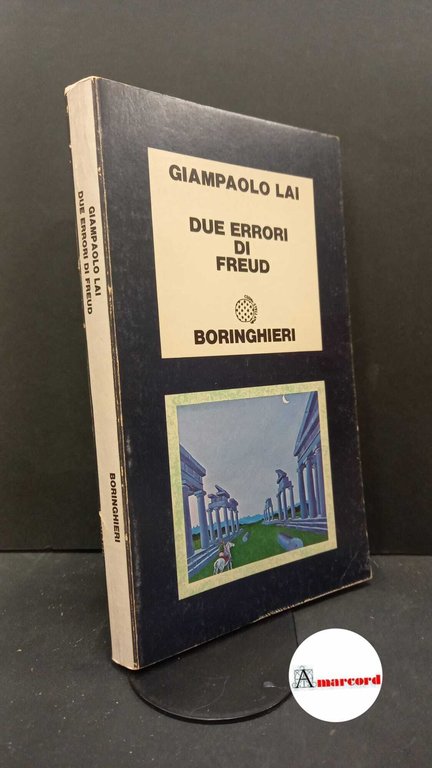 GIAMPAOLO LAI
DUE ERRORI
DI
FREUD
BORINGHIERI
GIAMPAOLO LAI
DUE ERRORI DI FREUD
BORINGHIERI
Amarcord